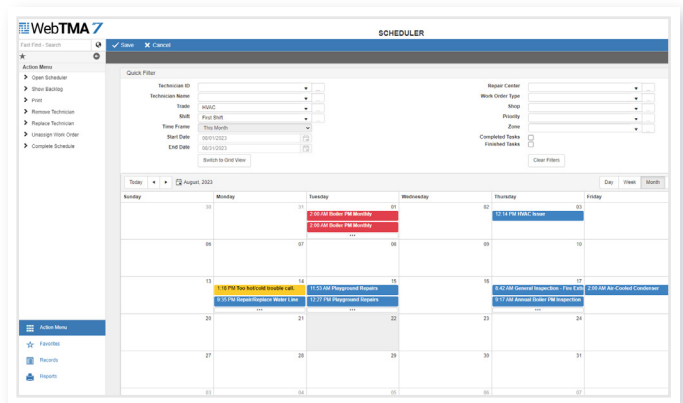 WebTMA 7
SCHEDULER
Fast Find - Search
Save Cancel
Action Menu
Open Scheduler
Show Backlog
Print
Remove Technician
Replace Technician
Unassign Work Order
Complete Schedule
Quick Filter
Technician ID
Technician Name
Trade HVAC
Shift First Shift
Time Frame This Month
Start Date 08/01/2023
End Date 08/31/2023
Switch to Grid View
Repair Center
Work Order Type
Shop
Priority
Zone
Completed Tasks
Finished Tasks
Clear Filters
Today August, 2023 Day Week Month
Sunday Monday Tuesday Wednesday Thursday Friday
30 31 01 02 03
2:00 AM Boiler PM Monthly 12:14 PM HVAC Issue
2:00 AM Boiler PM Monthly
...
06 07 08 09 10
13 14 15 16 17
1:18 PM Too hot/cold trouble call. 11:53 AM Playground Repairs 8:42 AM General Inspection - Fire Exti 2:08 AM Air-Cooled Condenser
9:35 PM Repair/Replace Water Line 12:27 PM Playground Repairs 9:17 AM Annual Boiler PM Inspection
... ... ...
20 21 22 23 24
27 28 29 30 31
03 04 05 06 07
Action Menu
Favorites
Records
Reports